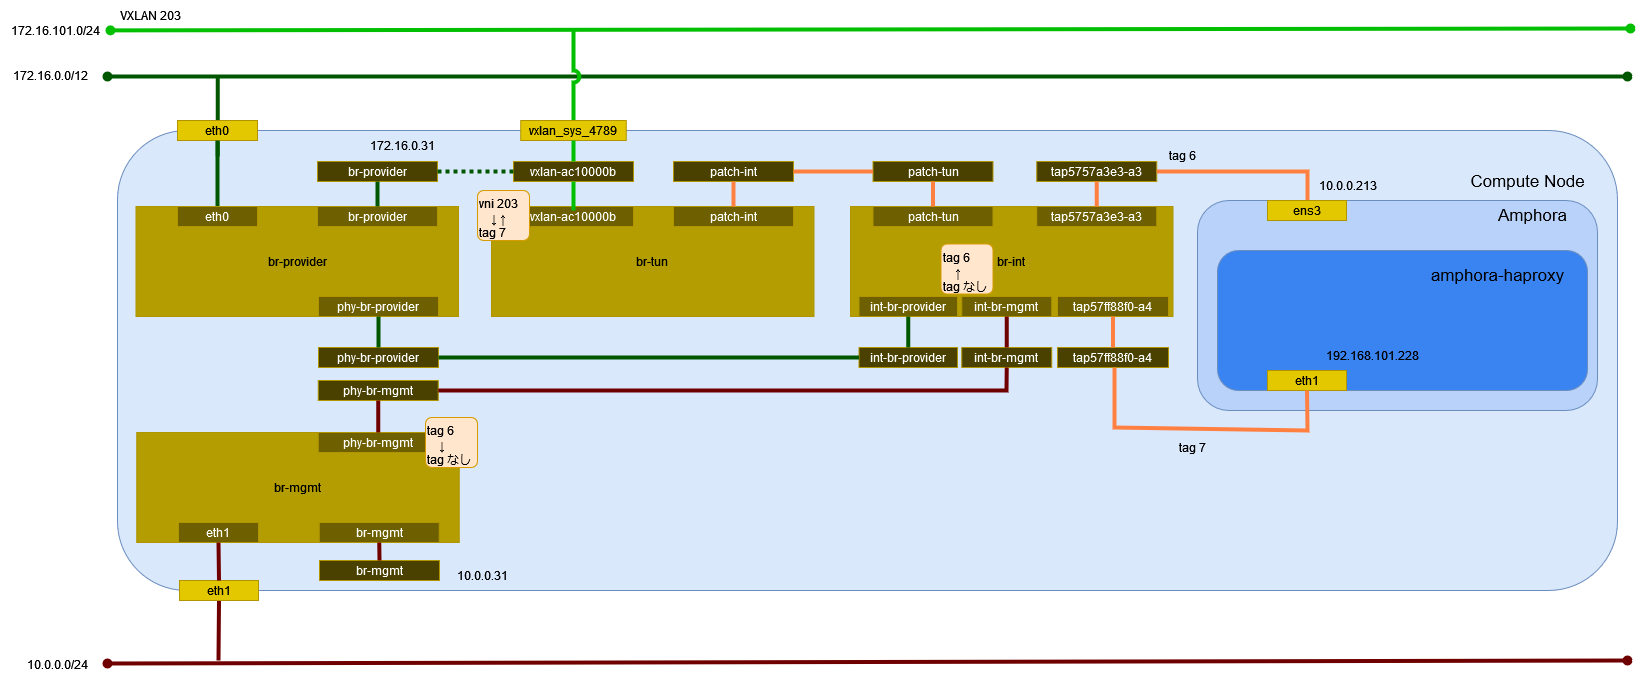 VXLAN 203
172.16.101.0/24
172.16.0.0/12
eth0
vxlan_sys_4789
172.16.0.31
tag 6
br-provider
vxlan-ac10000b
patch-int
patch-tun
tap5757a3e3-a3
10.0.0.213
Compute Node
vni 203
↓↑
tag 7
eth0
br-provider
vxlan-ac10000b
patch-int
patch-tun
tap5757a3e3-a3
ens3
Amphora
br-provider
br-tun
tag 6
↑
tag なし
br-int
amphora-haproxy
phy-br-provider
int-br-provider
int-br-mgmt
tap57ff88f0-a4
phy-br-provider
int-br-provider
int-br-mgmt
tap57ff88f0-a4
192.168.101.228
eth1
phy-br-mgmt
phy-br-mgmt
tag 6
↓
tag なし
tag 7
br-mgmt
eth1
br-mgmt
br-mgmt
10.0.0.31
eth1
10.0.0.0/24